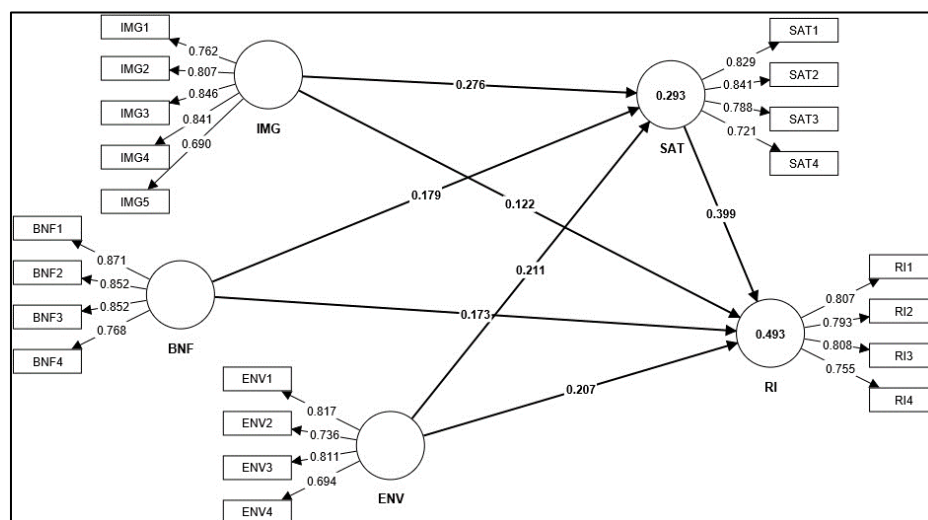 IMG1
0.762
IMG2
0.807
IMG3
0.846
IMG4
0.841
IMG5
0.690
IMG
BNF1
0.871
BNF2
0.852
BNF3
0.852
BNF4
0.768
BNF
ENV1
0.817
ENV2
0.736
ENV3
0.811
ENV4
0.694
ENV
0.276
0.179
0.122
0.211
0.173
0.207
0.399
0.293
SAT
SAT1
0.829
SAT2
0.841
SAT3
0.788
SAT4
0.721
0.493
RI
RI1
0.807
RI2
0.793
RI3
0.808
RI4
0.755